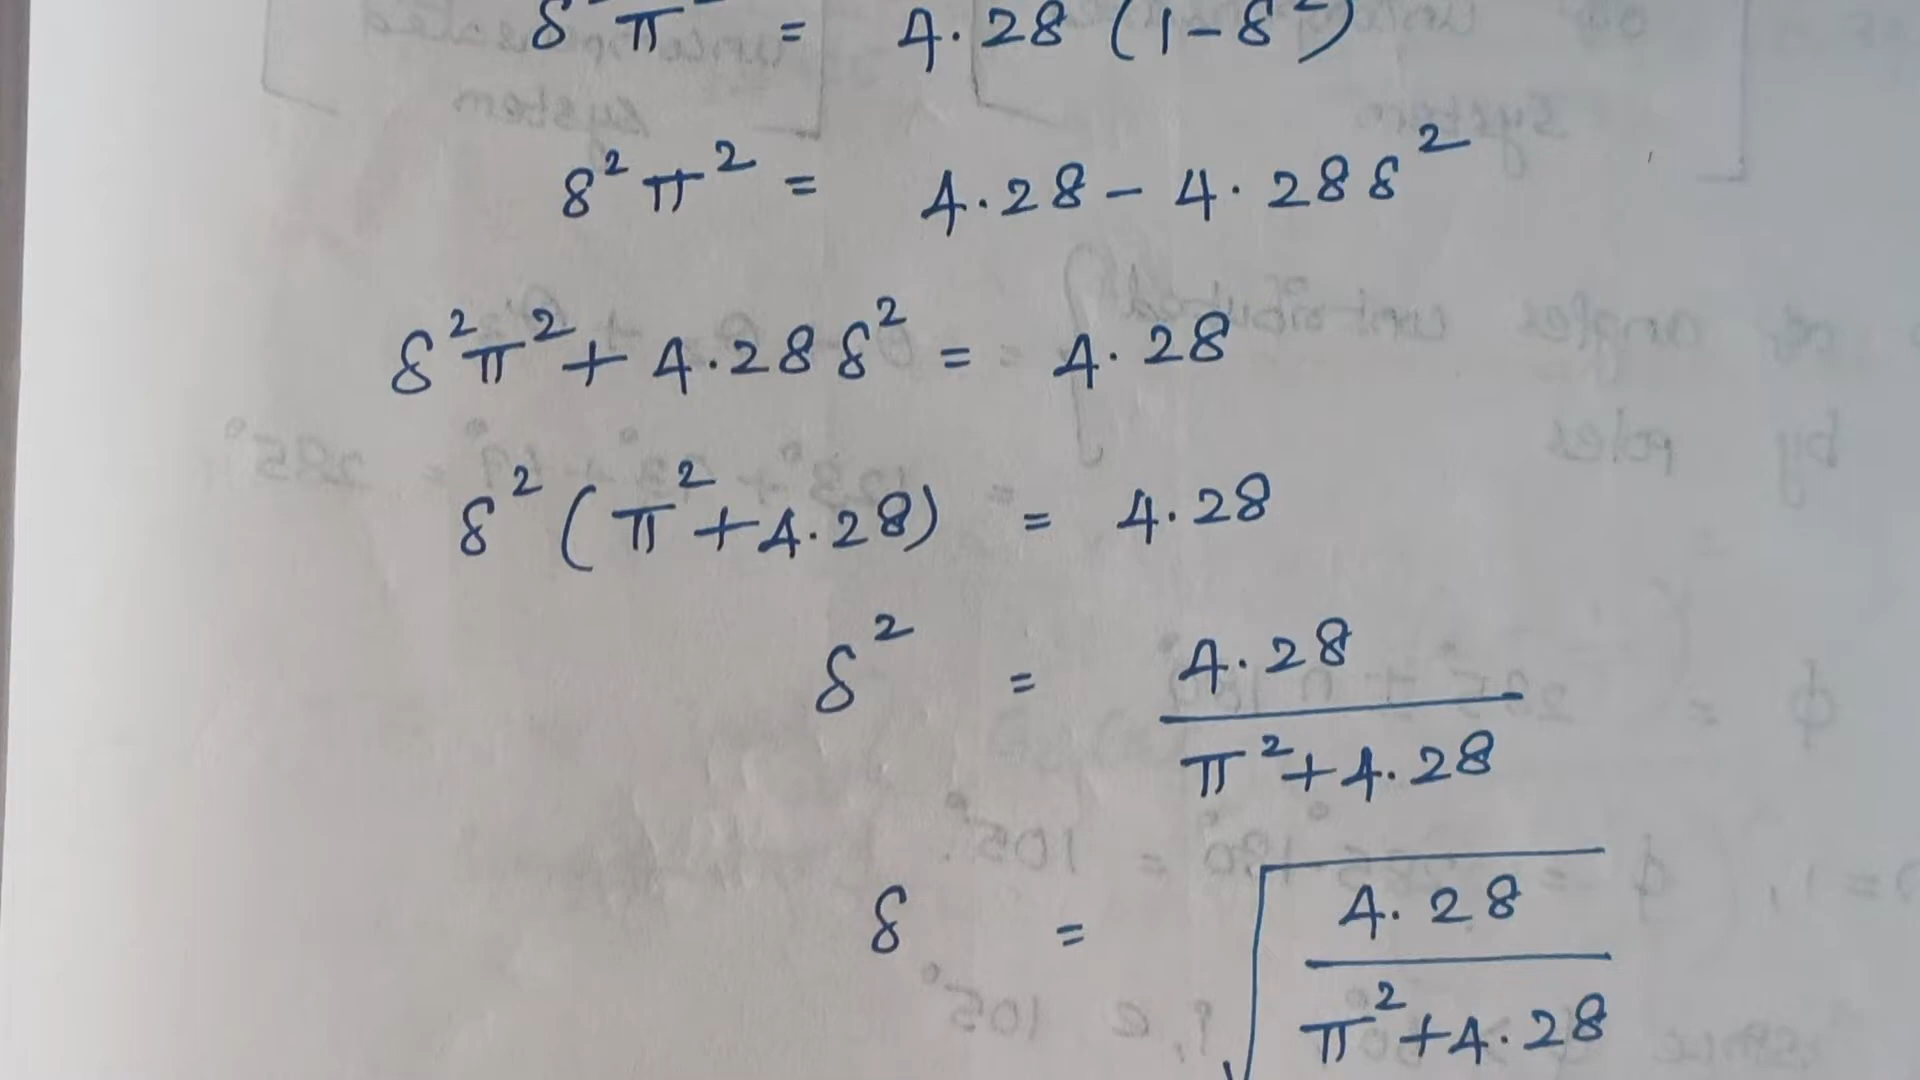 δ²π² = 4.28 (1-δ²)
δ²π² = 4.28 - 4.28δ²
δ²π² + 4.28δ² = 4.28
δ² (π² + 4.28) = 4.28
δ² = 4.28 / π² + 4.28
δ = √(4.28 / π² + 4.28)